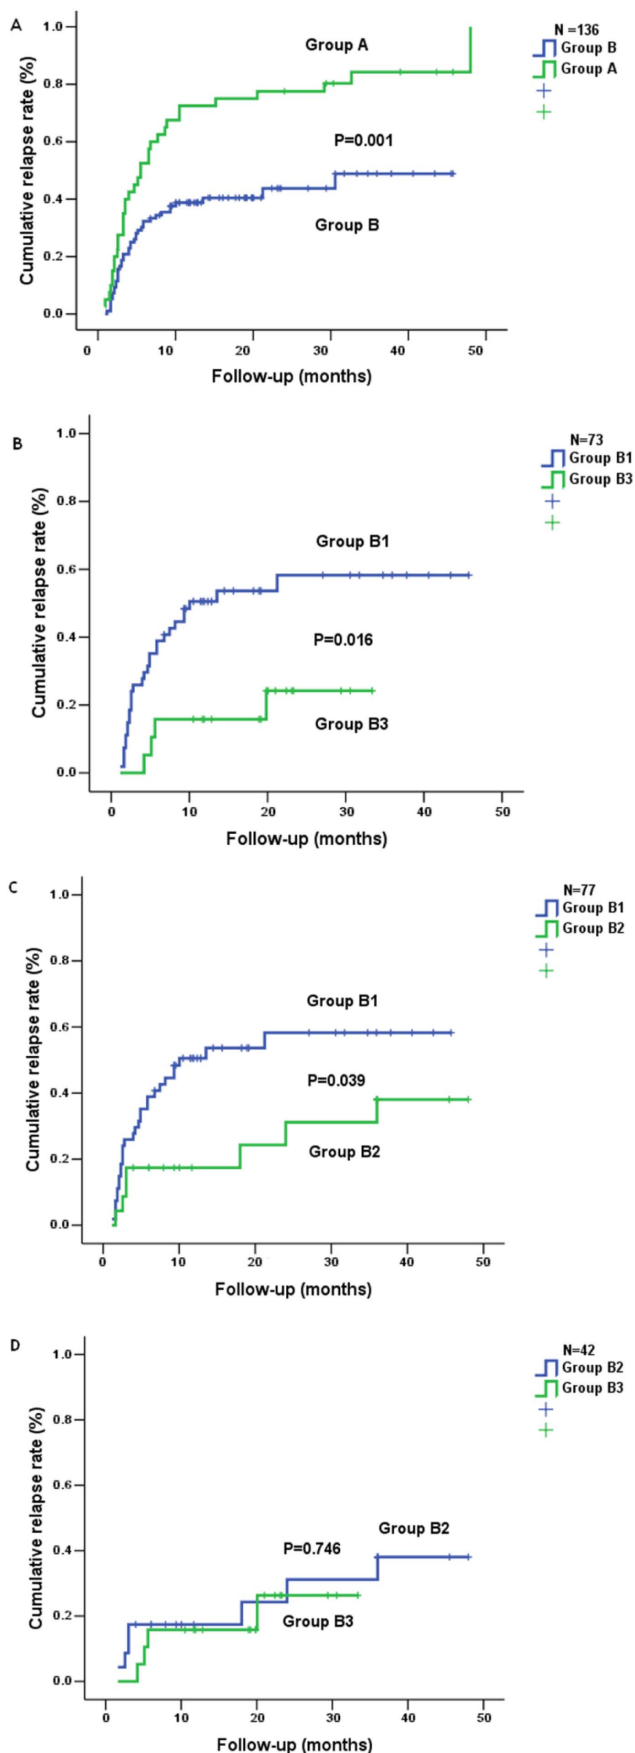 A
N =136
Group B
Group A
Group A
P=0.001
Group B
Cumulative relapse rate (%)
1.0
0.8
0.6
0.4
0.2
0.0
0 10 20 30 40 50
Follow-up (months)
B
N=73
Group B1
Group B3
Group B1
P=0.016
Group B3
Cumulative relapse rate (%)
1.0
0.8
0.6
0.4
0.2
0.0
0 10 20 30 40 50
Follow-up (months)
C
N=77
Group B1
Group B2
Group B1
P=0.039
Group B2
Cumulative relapse rate (%)
1.0
0.8
0.6
0.4
0.2
0.0
0 10 20 30 40 50
Follow-up (months)
D
N=42
Group B2
Group B3
Group B2
P=0.746
Group B3
Cumulative relapse rate (%)
1.0
0.8
0.6
0.4
0.2
0.0
0 10 20 30 40 50
Follow-up (months)